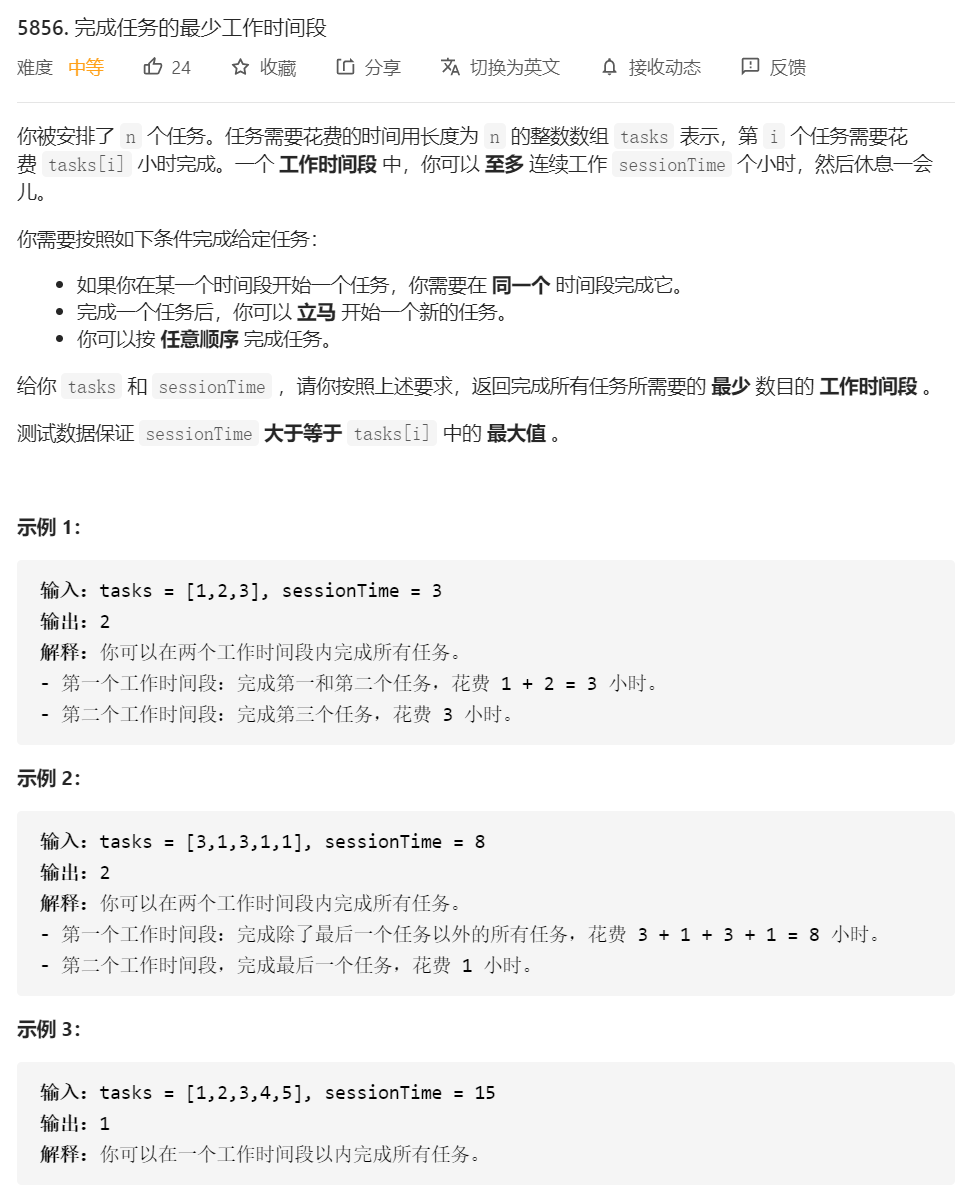 5856. 完成任务的最少工作时间段
难度 中等 24 收藏 分享 切换为英文 接收动态 反馈
你被安排了 n 个任务。任务需要花费的时间用长度为 n 的整数数组 tasks 表示，第 i 个任务需要花
费 tasks[i] 小时完成。一个 工作时间段 中，你可以 至多 连续工作 sessionTime 个小时，然后休息一会
儿。
你需要按照如下条件完成给定任务：
• 如果你在某一个时间段开始一个任务，你需要在 同一个 时间段完成它。
• 完成一个任务后，你可以 立马 开始一个新的任务。
• 你可以按 任意顺序 完成任务。
给你 tasks 和 sessionTime ，请你按照上述要求，返回完成所有任务所需要的 最少 数目的 工作时间段 。
测试数据保证 sessionTime 大于等于 tasks[i] 中的 最大值 。
示例 1：
输入：tasks = [1,2,3], sessionTime = 3
输出：2
解释：你可以在两个工作时间段内完成所有任务。
- 第一个工作时间段：完成第一和第二个任务，花费 1 + 2 = 3 小时。
- 第二个工作时间段：完成第三个任务，花费 3 小时。
示例 2：
输入：tasks = [3,1,3,1,1], sessionTime = 8
输出：2
解释：你可以在两个工作时间段内完成所有任务。
- 第一个工作时间段：完成除了最后一个任务以外的所有任务，花费 3 + 1 + 3 + 1 = 8 小时。
- 第二个工作时间段，完成最后一个任务，花费 1 小时。
示例 3：
输入：tasks = [1,2,3,4,5], sessionTime = 15
输出：1
解释：你可以在一个工作时间段以内完成所有任务。